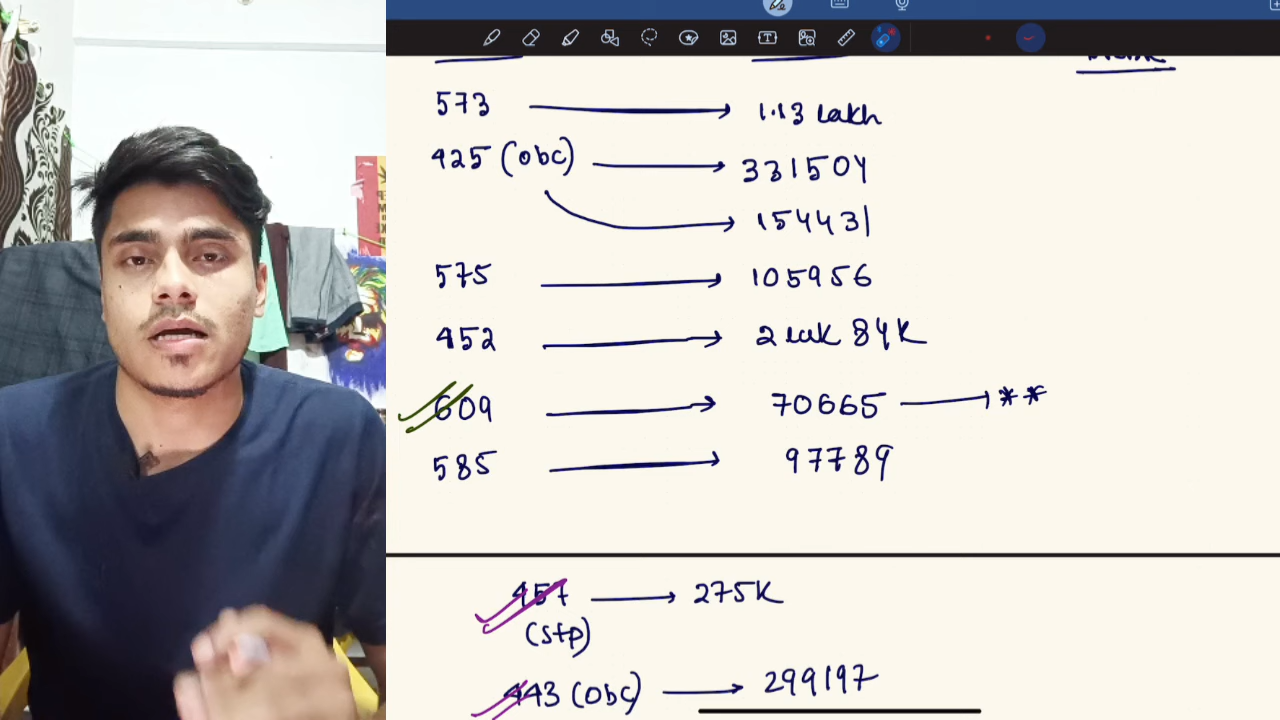 573 → 1.13 lakh
425 (obc) → 331504
→ 154431
575 → 105956
452 → 2 lak 84K
609 → 70665 → **
585 → 97789
457 → 275K
(stp)
443 (obc) → 299197